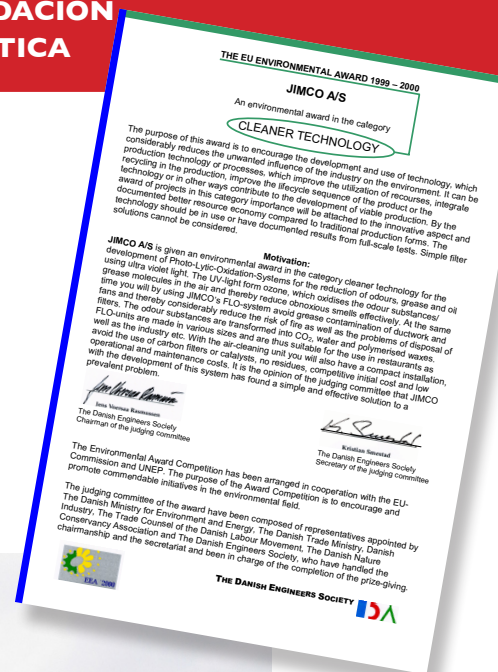 DACIÓN
TICA
THE EU ENVIRONMENTAL AWARD 1999 – 2000
JIMCO A/S
An environmental award in the category
CLEANER TECHNOLOGY
The purpose of this award is to encourage the development and use of technology, which
considerably reduces the unwanted influence of the industry on the environment. It can be
production technology or processes, which improve the utilization of recourses, integrate
recycling in the production, improve the lifecycle sequence of the product or the
technology or in other ways contribute to the development of viable production. By the
award of projects in this category importance will be attached to the innovative aspect and
documented better resource economy compared to traditional production forms. The
technology should be in use or have documented results from full-scale tests. Simple filter
solutions cannot be considered.
Motivation:
JIMCO A/S is given an environmental award in the category cleaner technology for the
development of Photo-Lytic-Oxidation-Systems for the reduction of odours, grease and oil
using ultra violet light. The UV-light form ozone, which oxidises the odour substances/
grease molecules in the air and thereby reduce obnoxious smells effectively. At the same
time you will by using JIMCO's FLO-system avoid grease contamination of ductwork and
fans and thereby considerably reduce the risk of fire as well as the problems of disposal of
filters. The odour substances are transformed into CO₂, water and polymerised waxes.
FLO-units are made in various sizes and are thus suitable for the use in restaurants as
well as the industry etc. With the air-cleaning unit you will also have a compact installation,
avoid the use of carbon filters or catalysts, no residues, competitive initial cost and low
operational and maintenance costs. It is the opinion of the judging committee that JIMCO
with the development of this system has found a simple and effective solution to a
prevalent problem.
Jens Vorman Rasmussen
The Danish Engineers Society
Chairman of the judging committee
Kristian Smestad
The Danish Engineers Society
Secretary of the judging committee
The Environmental Award Competition has been arranged in cooperation with the EU-
Commission and UNEP. The purpose of the Award Competition is to encourage and
promote commendable initiatives in the environmental field.
The judging committee of the award have been composed of representatives appointed by
The Danish Ministry for Environment and Energy, The Danish Trade Ministry, Danish
Industry, The Trade Counsel of the Danish Labour Movement, The Danish Nature
Conservancy Association and The Danish Engineers Society, who have handled the
chairmanship and the secretariat and been in charge of the completion of the prize-giving.
EEA 2000
THE DANISH ENGINEERS SOCIETY